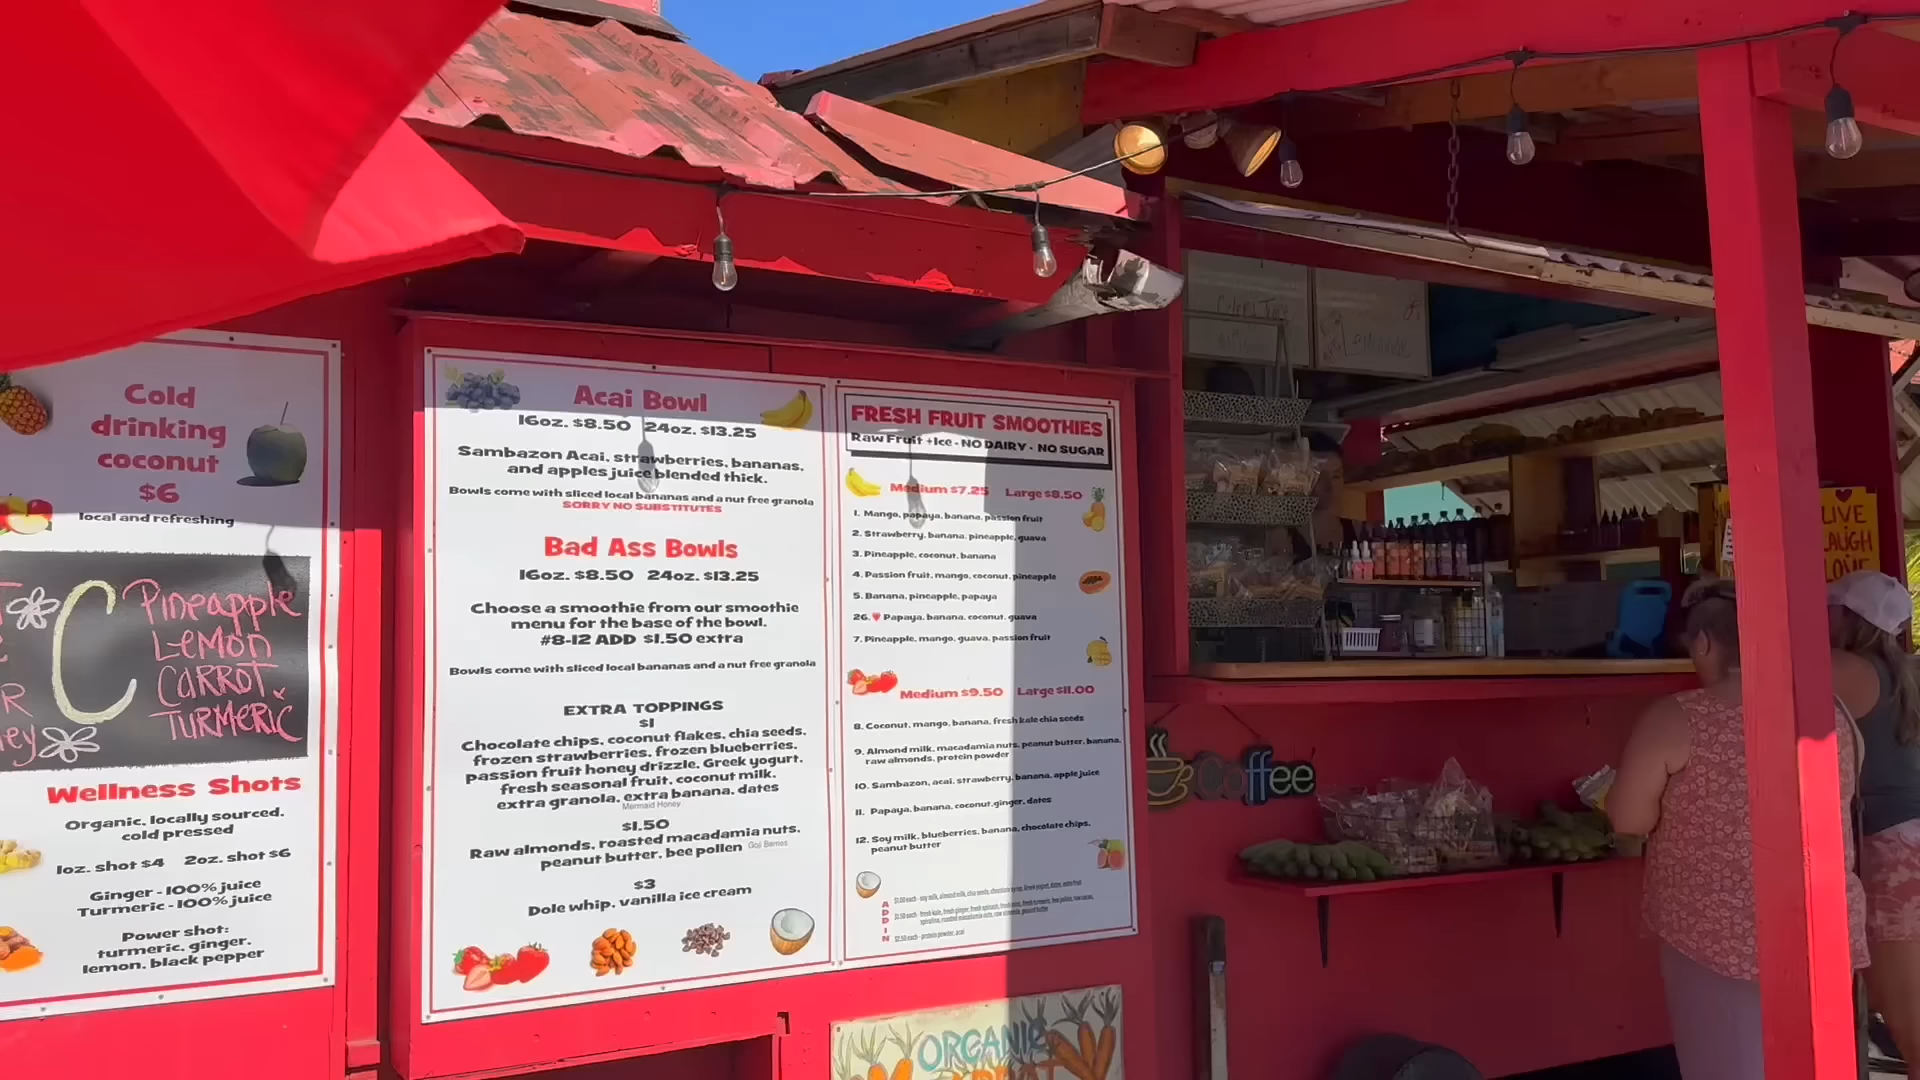 Cold
drinking
coconut
$6
local and refreshing
C
Pineapple
Lemon
Carrot
Turmeric
Wellness Shots
Organic, locally sourced,
cold pressed
1oz. shot $4 2oz. shot $6
Ginger - 100% juice
Turmeric - 100% juice
Power shot:
turmeric, ginger,
lemon, black pepper
Acai Bowl
16oz. $8.50 24oz. $13.25
Sambazon Acai, strawberries, bananas,
and apples juice blended thick.
Bowls come with sliced local bananas and a nut free granola
SORRY NO SUBSTITUTES
Bad Ass Bowls
16oz. $8.50 24oz. $13.25
Choose a smoothie from our smoothie
menu for the base of the bowl.
#8-12 ADD $1.50 extra
Bowls come with sliced local bananas and a nut free granola
EXTRA TOPPINGS
$1
Chocolate chips, coconut flakes, chia seeds,
frozen strawberries, frozen blueberries,
passion fruit honey drizzle, Greek yogurt,
fresh seasonal fruit, coconut milk,
extra granola, extra banana, dates
Mermaid Honey
$1.50
Raw almonds, roasted macadamia nuts,
peanut butter, bee pollen Goji Berries
$3
Dole whip, vanilla ice cream
FRESH FRUIT SMOOTHIES
Raw Fruit + Ice - NO DAIRY - NO SUGAR
Medium $7.25 Large $8.50
1. Mango, papaya, banana, passion fruit
2. Strawberry, banana, pineapple, guava
3. Pineapple, coconut, banana
4. Passion fruit, mango, coconut, pineapple
5. Banana, pineapple, papaya
26. Papaya, banana, coconut, guava
7. Pineapple, mango, guava, passion fruit
Medium $9.50 Large $11.00
8. Coconut, mango, banana, fresh kale chia seeds
9. Almond milk, macadamia nuts, peanut butter, banana,
raw almonds, protein powder
10. Sambazon, acai, strawberry, banana, apple juice
11. Papaya, banana, coconut, ginger, dates
12. Soy milk, blueberries, banana, chocolate chips,
peanut butter
ADD IN
$2.50 each - protein powder, acai
ORGANIC
Lemonade
Coffee
LIVE
LAUGH
LOVE